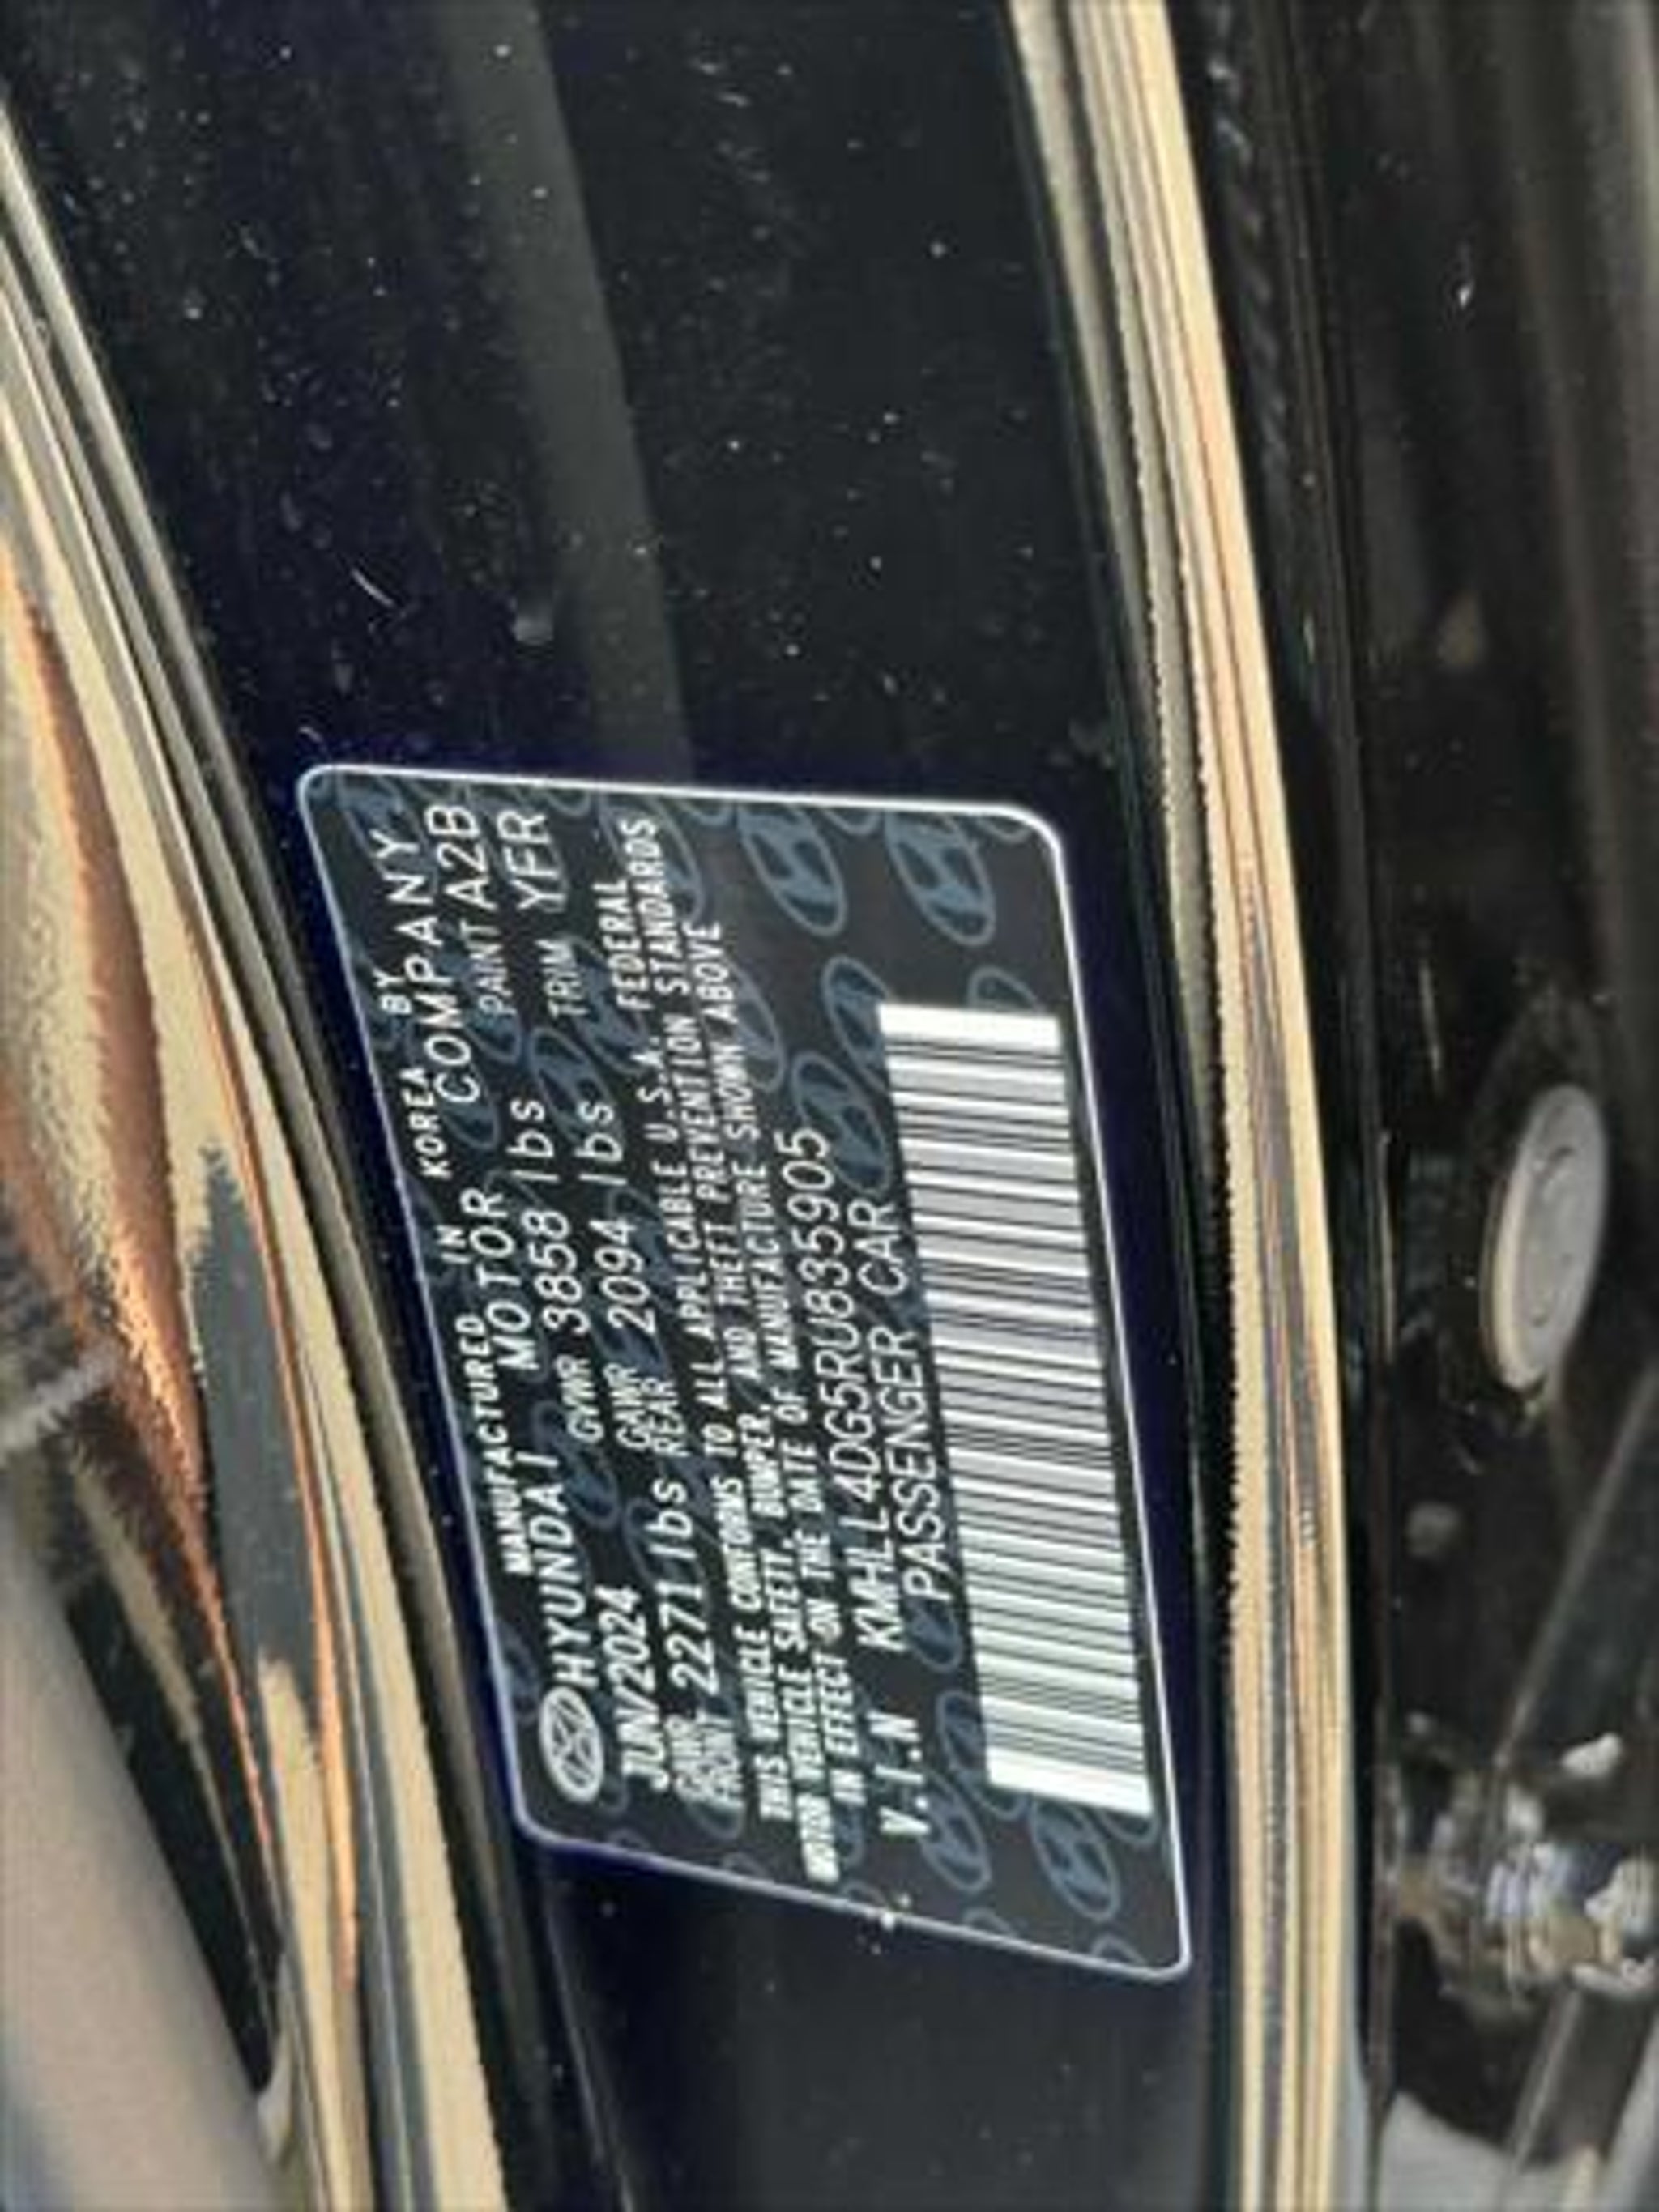 MANUFACTURED IN KOREA BY
HYUNDAI MOTOR COMPANY
JUN/2024 GVWR 3858 lbs PAINT A2B
GAWR FRONT 2271 lbs GAWR REAR 2094 lbs TRIM YFR
THIS VEHICLE CONFORMS TO ALL APPLICABLE U.S.A. FEDERAL
MOTOR VEHICLE SAFETY, BUMPER, AND THEFT PREVENTION STANDARDS
IN EFFECT ON THE DATE OF MANUFACTURE SHOWN ABOVE
V.I.N KMHLL4DG5RU835905
PASSENGER CAR